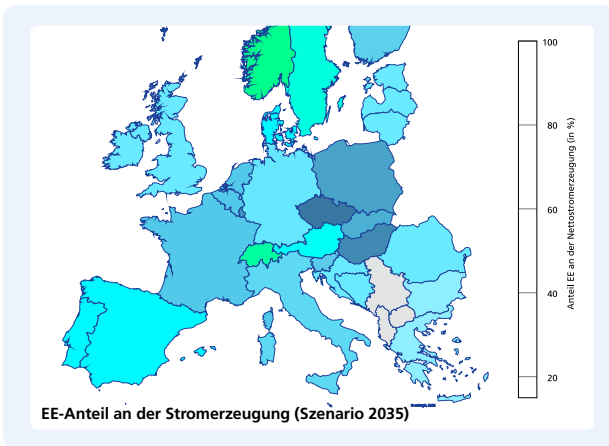 100
80
60
40
20
Anteil EE an der Nettostromerzeugung (in %)
EE-Anteil an der Stromerzeugung (Szenario 2035)